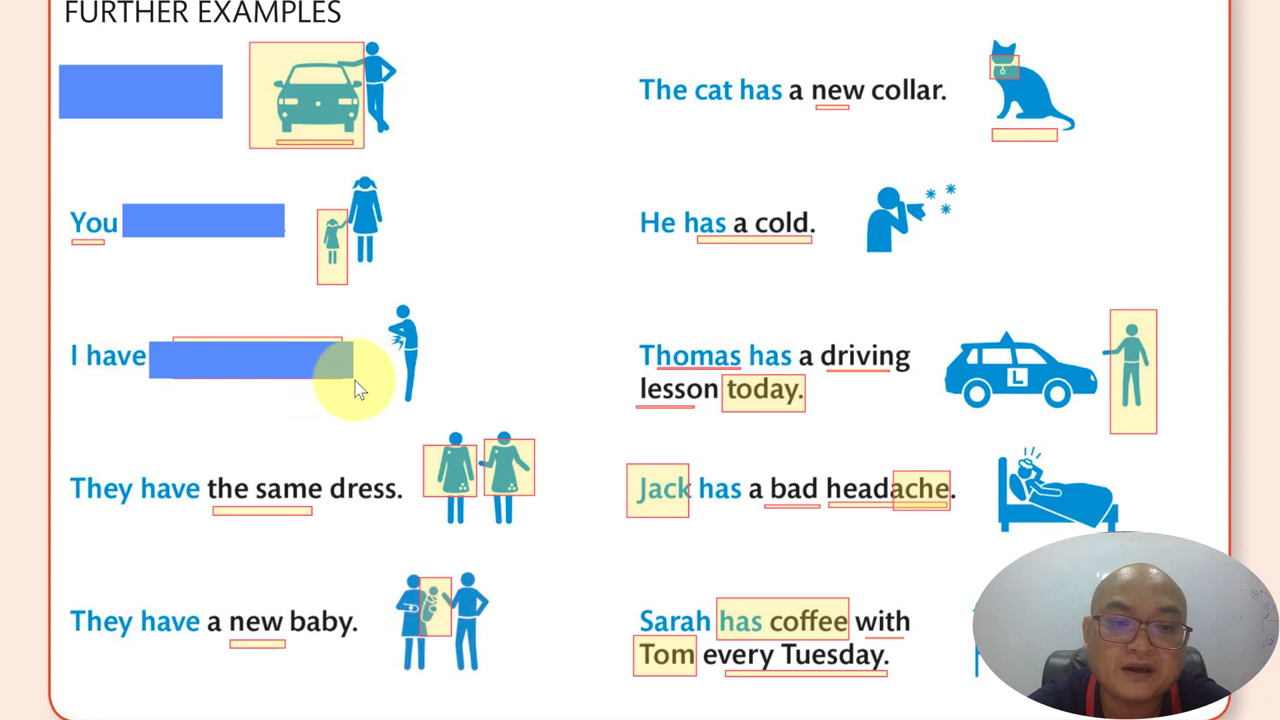 FURTHER EXAMPLES
You
I have
They have the same dress.
They have a new baby.
The cat has a new collar.
He has a cold.
Thomas has a driving
lesson today.
L
Jack has a bad headache.
Sarah has coffee with
Tom every Tuesday.